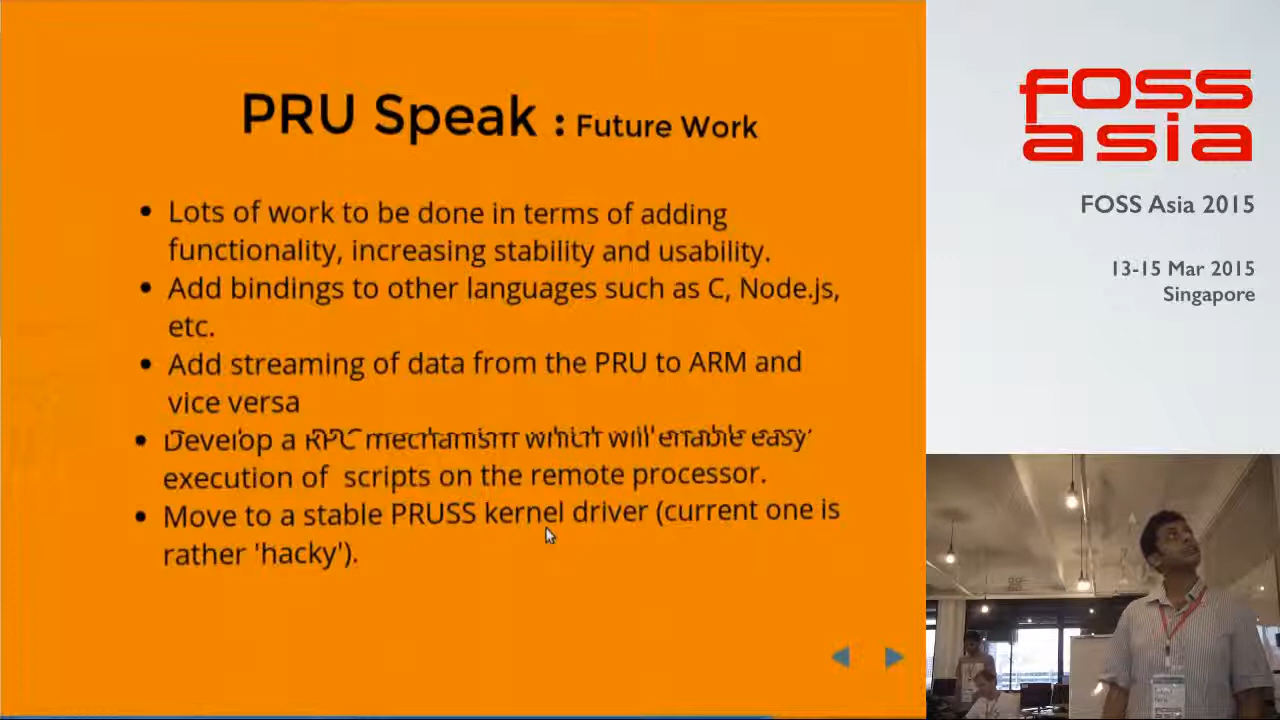 PRU Speak : Future Work
• Lots of work to be done in terms of adding
functionality, increasing stability and usability.
• Add bindings to other languages such as C, Node.js,
etc.
• Add streaming of data from the PRU to ARM and
vice versa
• Develop a RPC mechanism which will enable easy
execution of scripts on the remote processor.
• Move to a stable PRUSS kernel driver (current one is
rather 'hacky').
foss
asia
FOSS Asia 2015
13-15 Mar 2015
Singapore